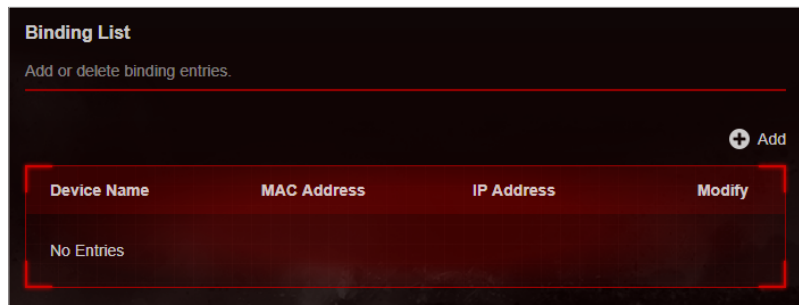 Binding List
Add or delete binding entries.
Add
Device Name MAC Address IP Address Modify
No Entries